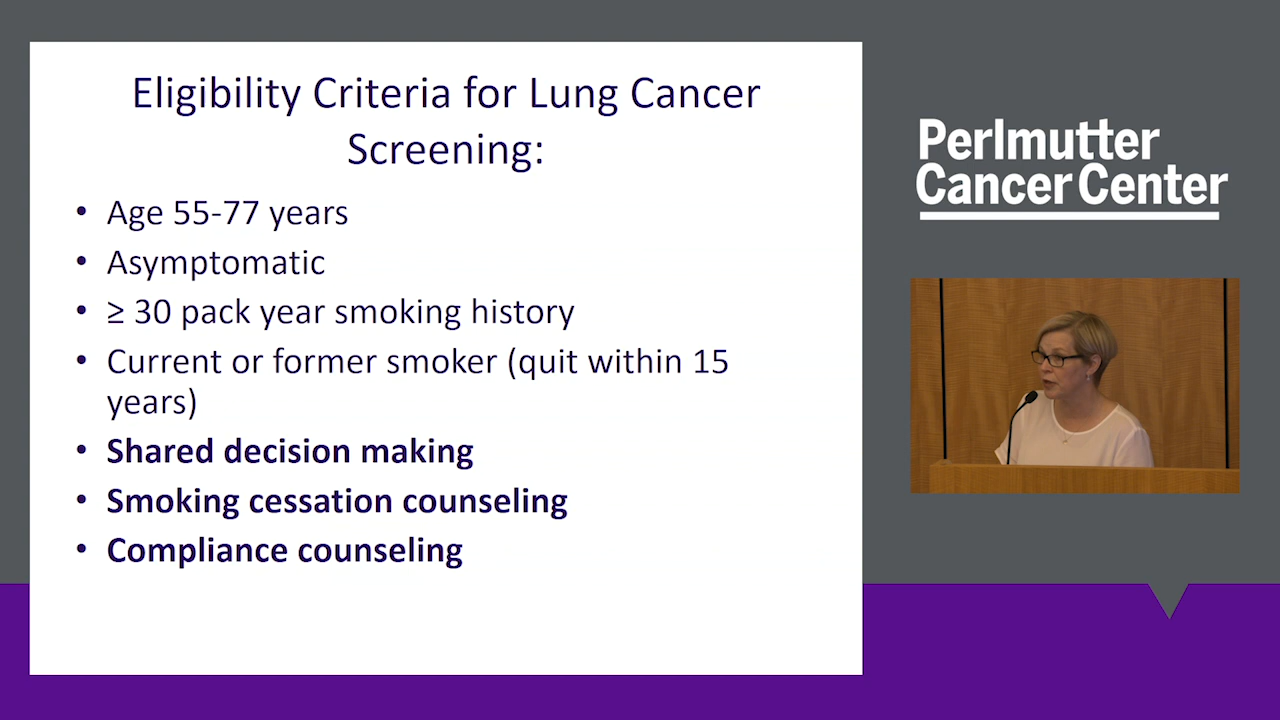 Eligibility Criteria for Lung Cancer
Screening:
• Age 55-77 years
• Asymptomatic
• ≥ 30 pack year smoking history
• Current or former smoker (quit within 15
years)
• Shared decision making
• Smoking cessation counseling
• Compliance counseling
Perlmutter
Cancer Center